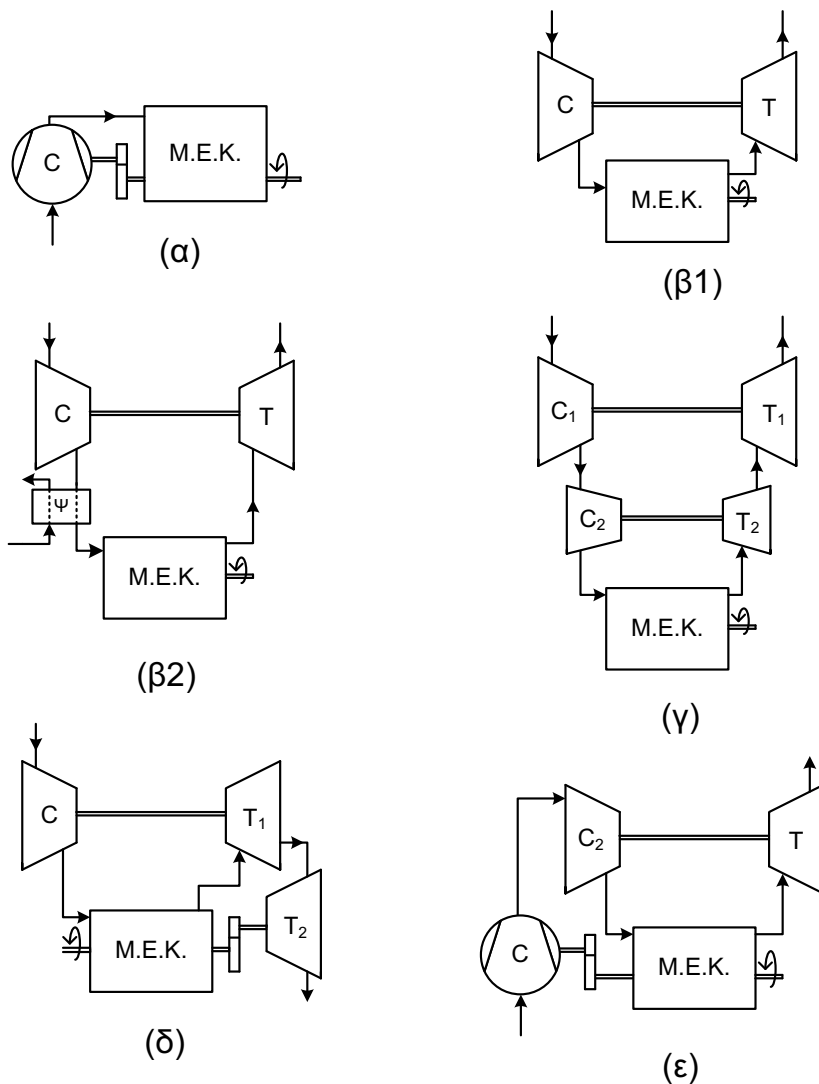 C
M.E.K.
(α)
C
T
M.E.K.
(β1)
C
T
Ψ
M.E.K.
(β2)
C₁
T₁
C₂
T₂
M.E.K.
(γ)
C
T₁
M.E.K.
T₂
(δ)
C₂
T
C
M.E.K.
(ε)